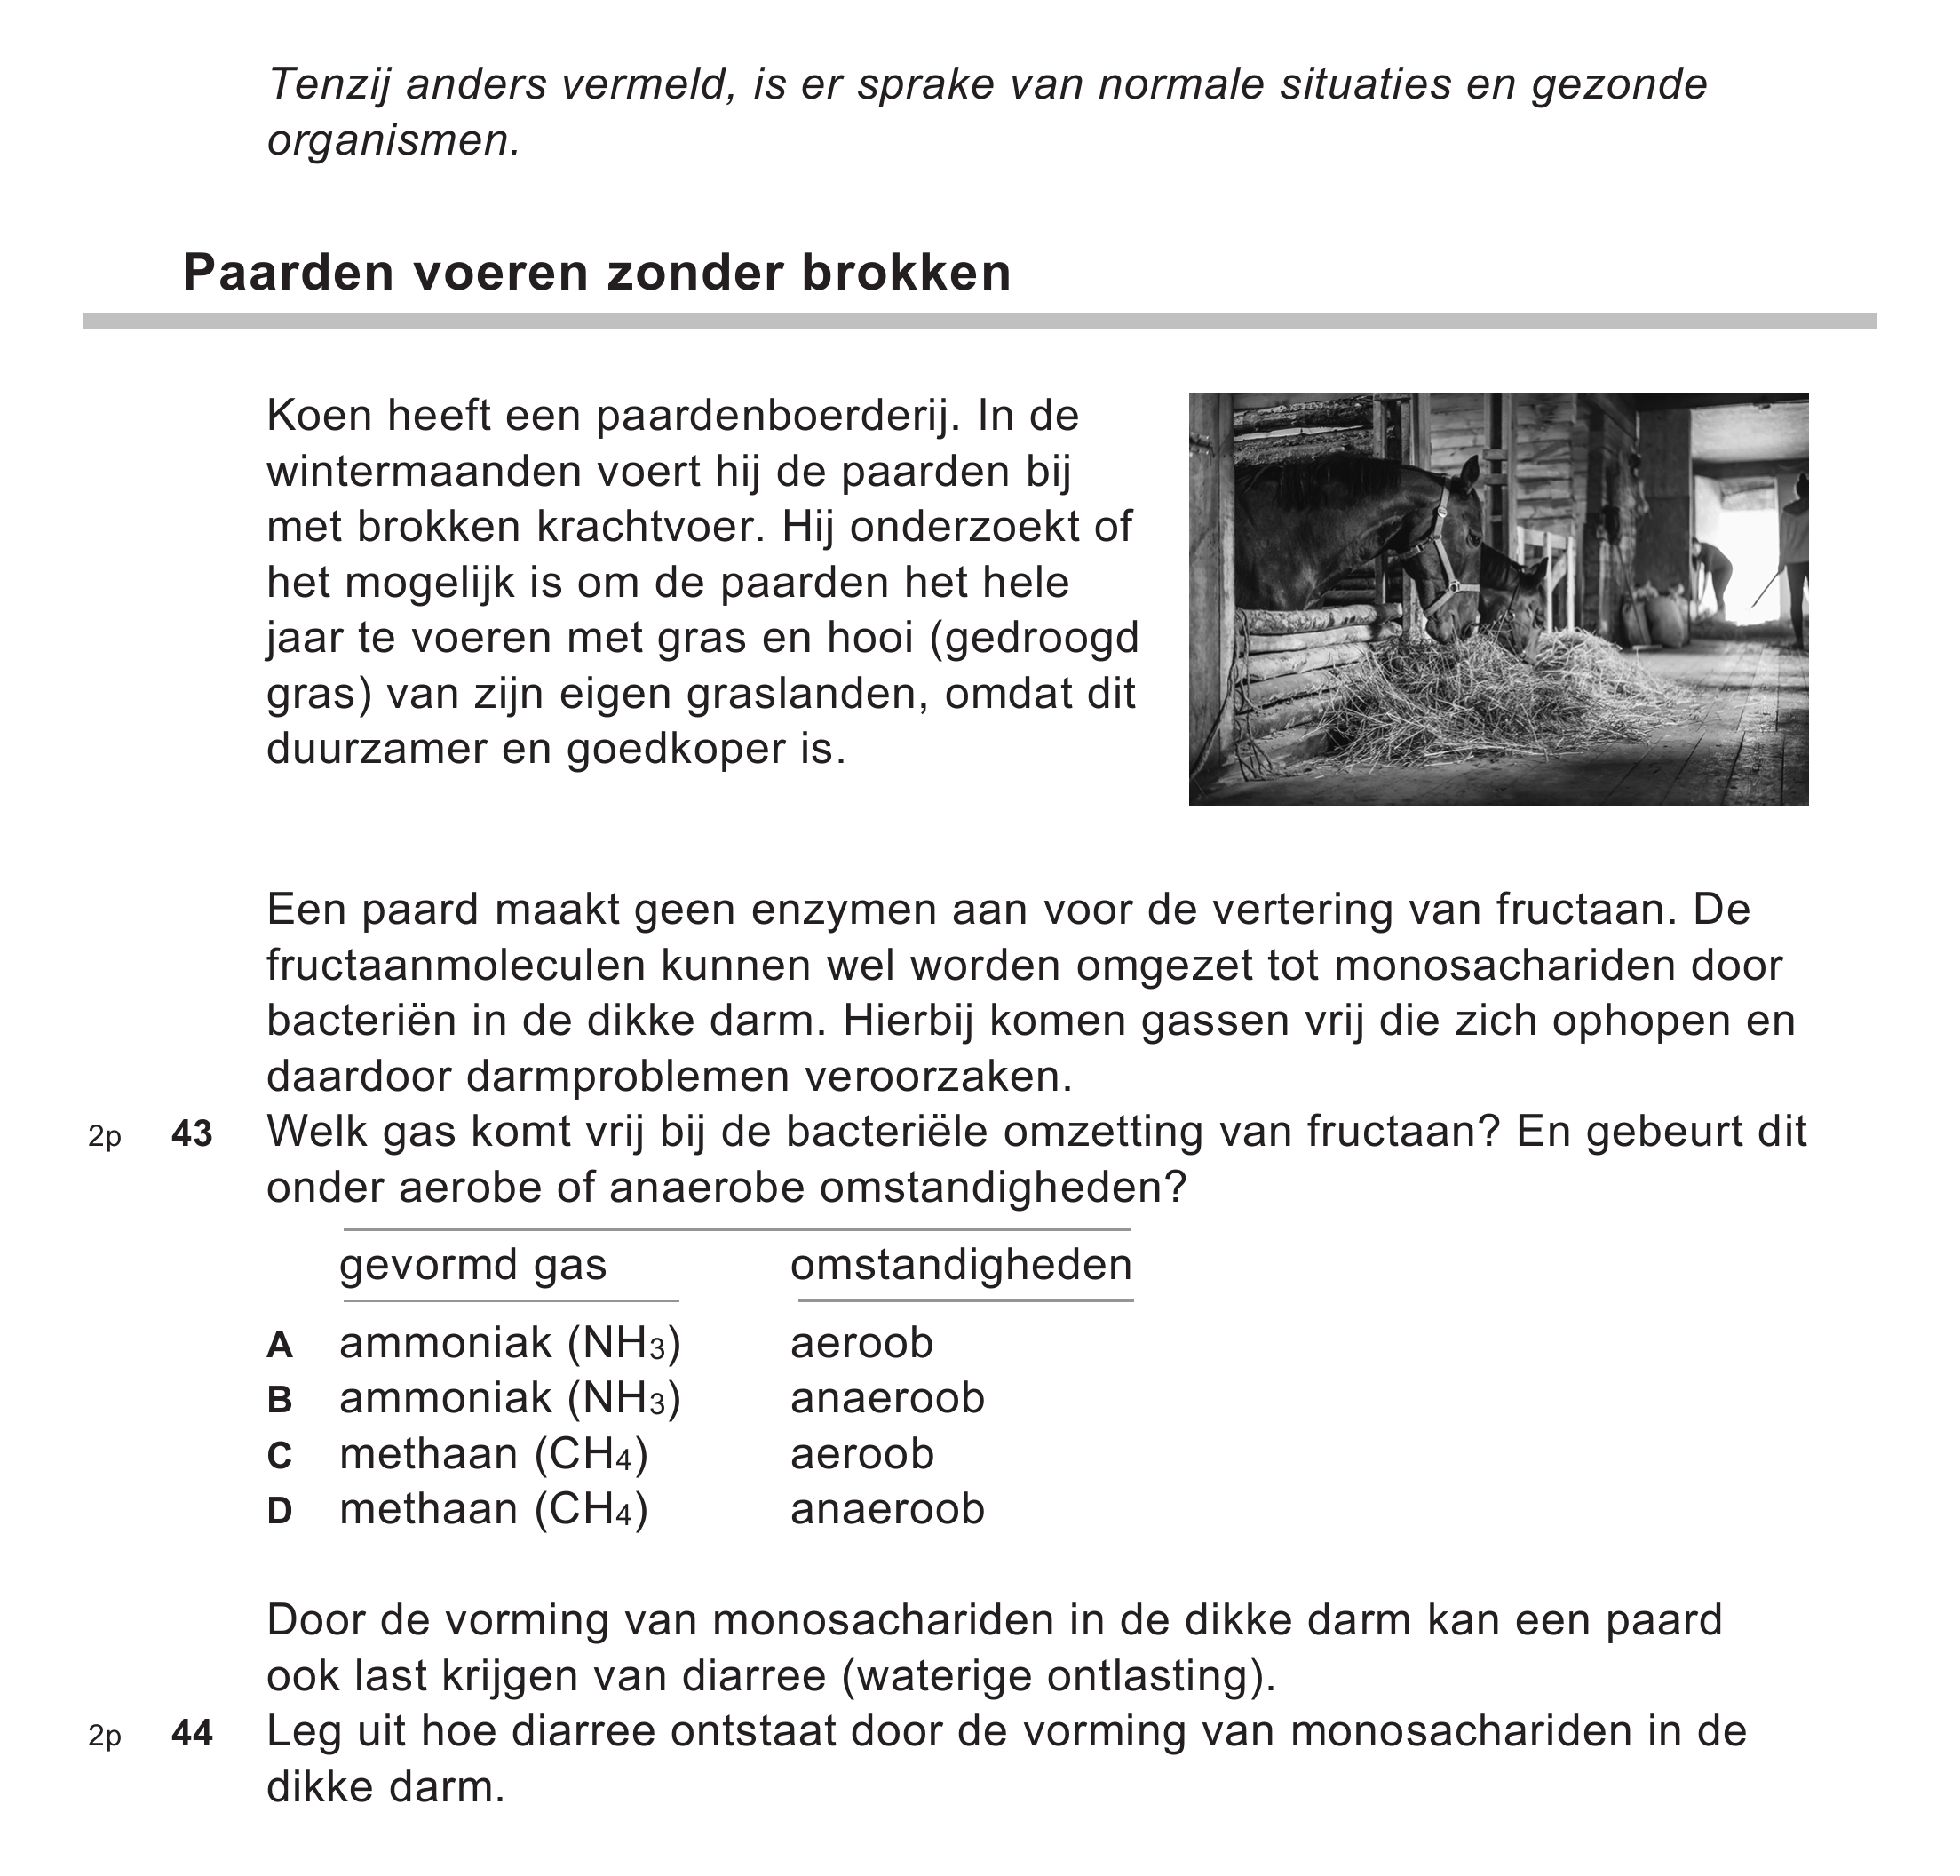 Tenzij anders vermeld, is er sprake van normale situaties en gezonde
organismen.
Paarden voeren zonder brokken
Koen heeft een paardenboerderij. In de
wintermaanden voert hij de paarden bij
met brokken krachtvoer. Hij onderzoekt of
het mogelijk is om de paarden het hele
jaar te voeren met gras en hooi (gedroogd
gras) van zijn eigen graslanden, omdat dit
duurzamer en goedkoper is.
Een paard maakt geen enzymen aan voor de vertering van fructaan. De
fructaanmoleculen kunnen wel worden omgezet tot monosachariden door
bacteriën in de dikke darm. Hierbij komen gassen vrij die zich ophopen en
daardoor darmproblemen veroorzaken.
2p 43 Welk gas komt vrij bij de bacteriële omzetting van fructaan? En gebeurt dit
onder aerobe of anaerobe omstandigheden?
gevormd gas omstandigheden
A ammoniak (NH3) aeroob
B ammoniak (NH3) anaeroob
C methaan (CH4) aeroob
D methaan (CH4) anaeroob
Door de vorming van monosachariden in de dikke darm kan een paard
ook last krijgen van diarree (waterige ontlasting).
2p 44 Leg uit hoe diarree ontstaat door de vorming van monosachariden in de
dikke darm.